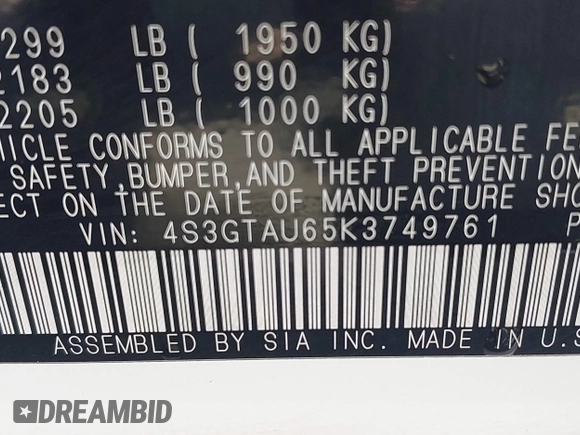 299 LB ( 1950 KG)
2183 LB ( 990 KG)
2205 LB ( 1000 KG)
HICLE CONFORMS TO ALL APPLICABLE FE
SAFETY,BUMPER,AND THEFT PREVENTION
ECT ON THE DATE OF MANUFACTURE SHO
VIN: 4S3GTAU65K3749761 P
ASSEMBLED BY SIA INC. MADE IN U.S
DREAMBID